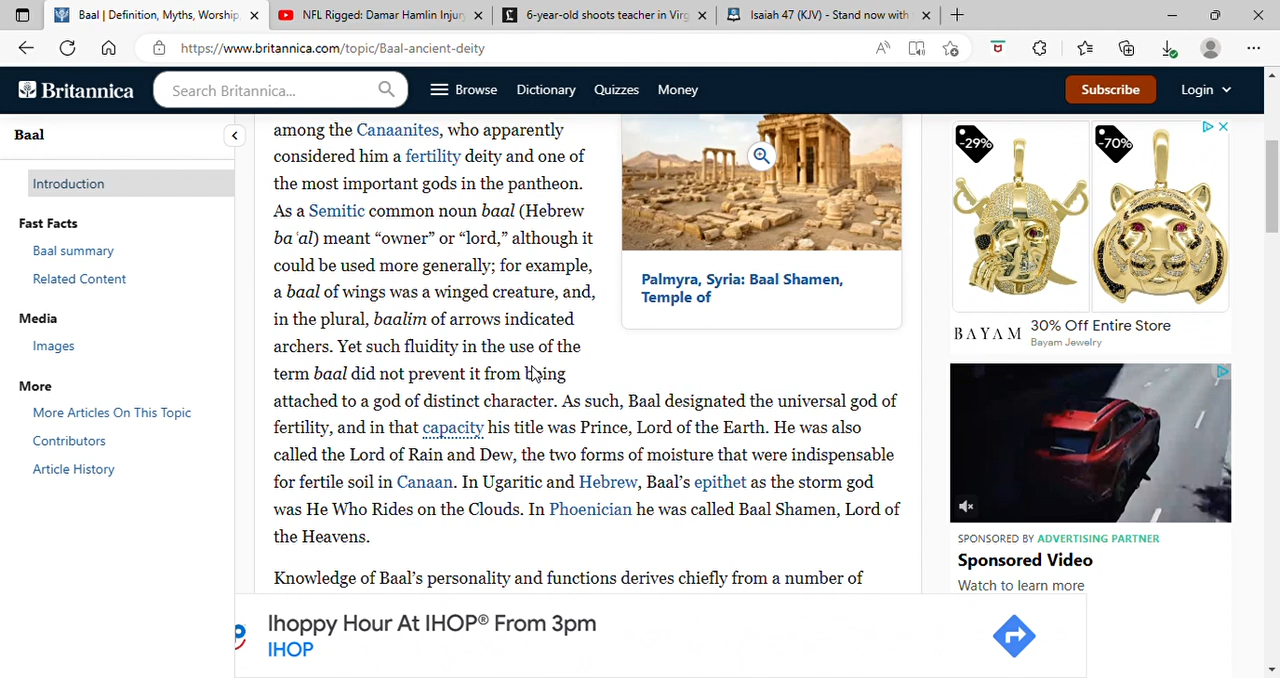 Baal | Definition, Myths, Worship,
NFL Rigged: Damar Hamlin Injur
6-year-old shoots teacher in Virg
Isaiah 47 (KJV) - Stand now with
https://www.britannica.com/topic/Baal-ancient-deity
Britannica
Search Britannica...
Browse
Dictionary
Quizzes
Money
Subscribe
Login
Baal
Introduction
Fast Facts
Baal summary
Related Content
Media
Images
More
More Articles On This Topic
Contributors
Article History
among the Canaanites, who apparently
considered him a fertility deity and one of
the most important gods in the pantheon.
As a Semitic common noun baal (Hebrew
baʿal) meant “owner” or “lord,” although it
could be used more generally; for example,
a baal of wings was a winged creature, and,
in the plural, baalim of arrows indicated
archers. Yet such fluidity in the use of the
term baal did not prevent it from being
attached to a god of distinct character. As such, Baal designated the universal god of
fertility, and in that capacity his title was Prince, Lord of the Earth. He was also
called the Lord of Rain and Dew, the two forms of moisture that were indispensable
for fertile soil in Canaan. In Ugaritic and Hebrew, Baal’s epithet as the storm god
was He Who Rides on the Clouds. In Phoenician he was called Baal Shamen, Lord of
the Heavens.
Knowledge of Baal’s personality and functions derives chiefly from a number of
Palmyra, Syria: Baal Shamen,
Temple of
-29%
-70%
BAYAM
30% Off Entire Store
Bayam Jewelry
SPONSORED BY ADVERTISING PARTNER
Sponsored Video
Watch to learn more
Ihoppy Hour At IHOP® From 3pm
IHOP